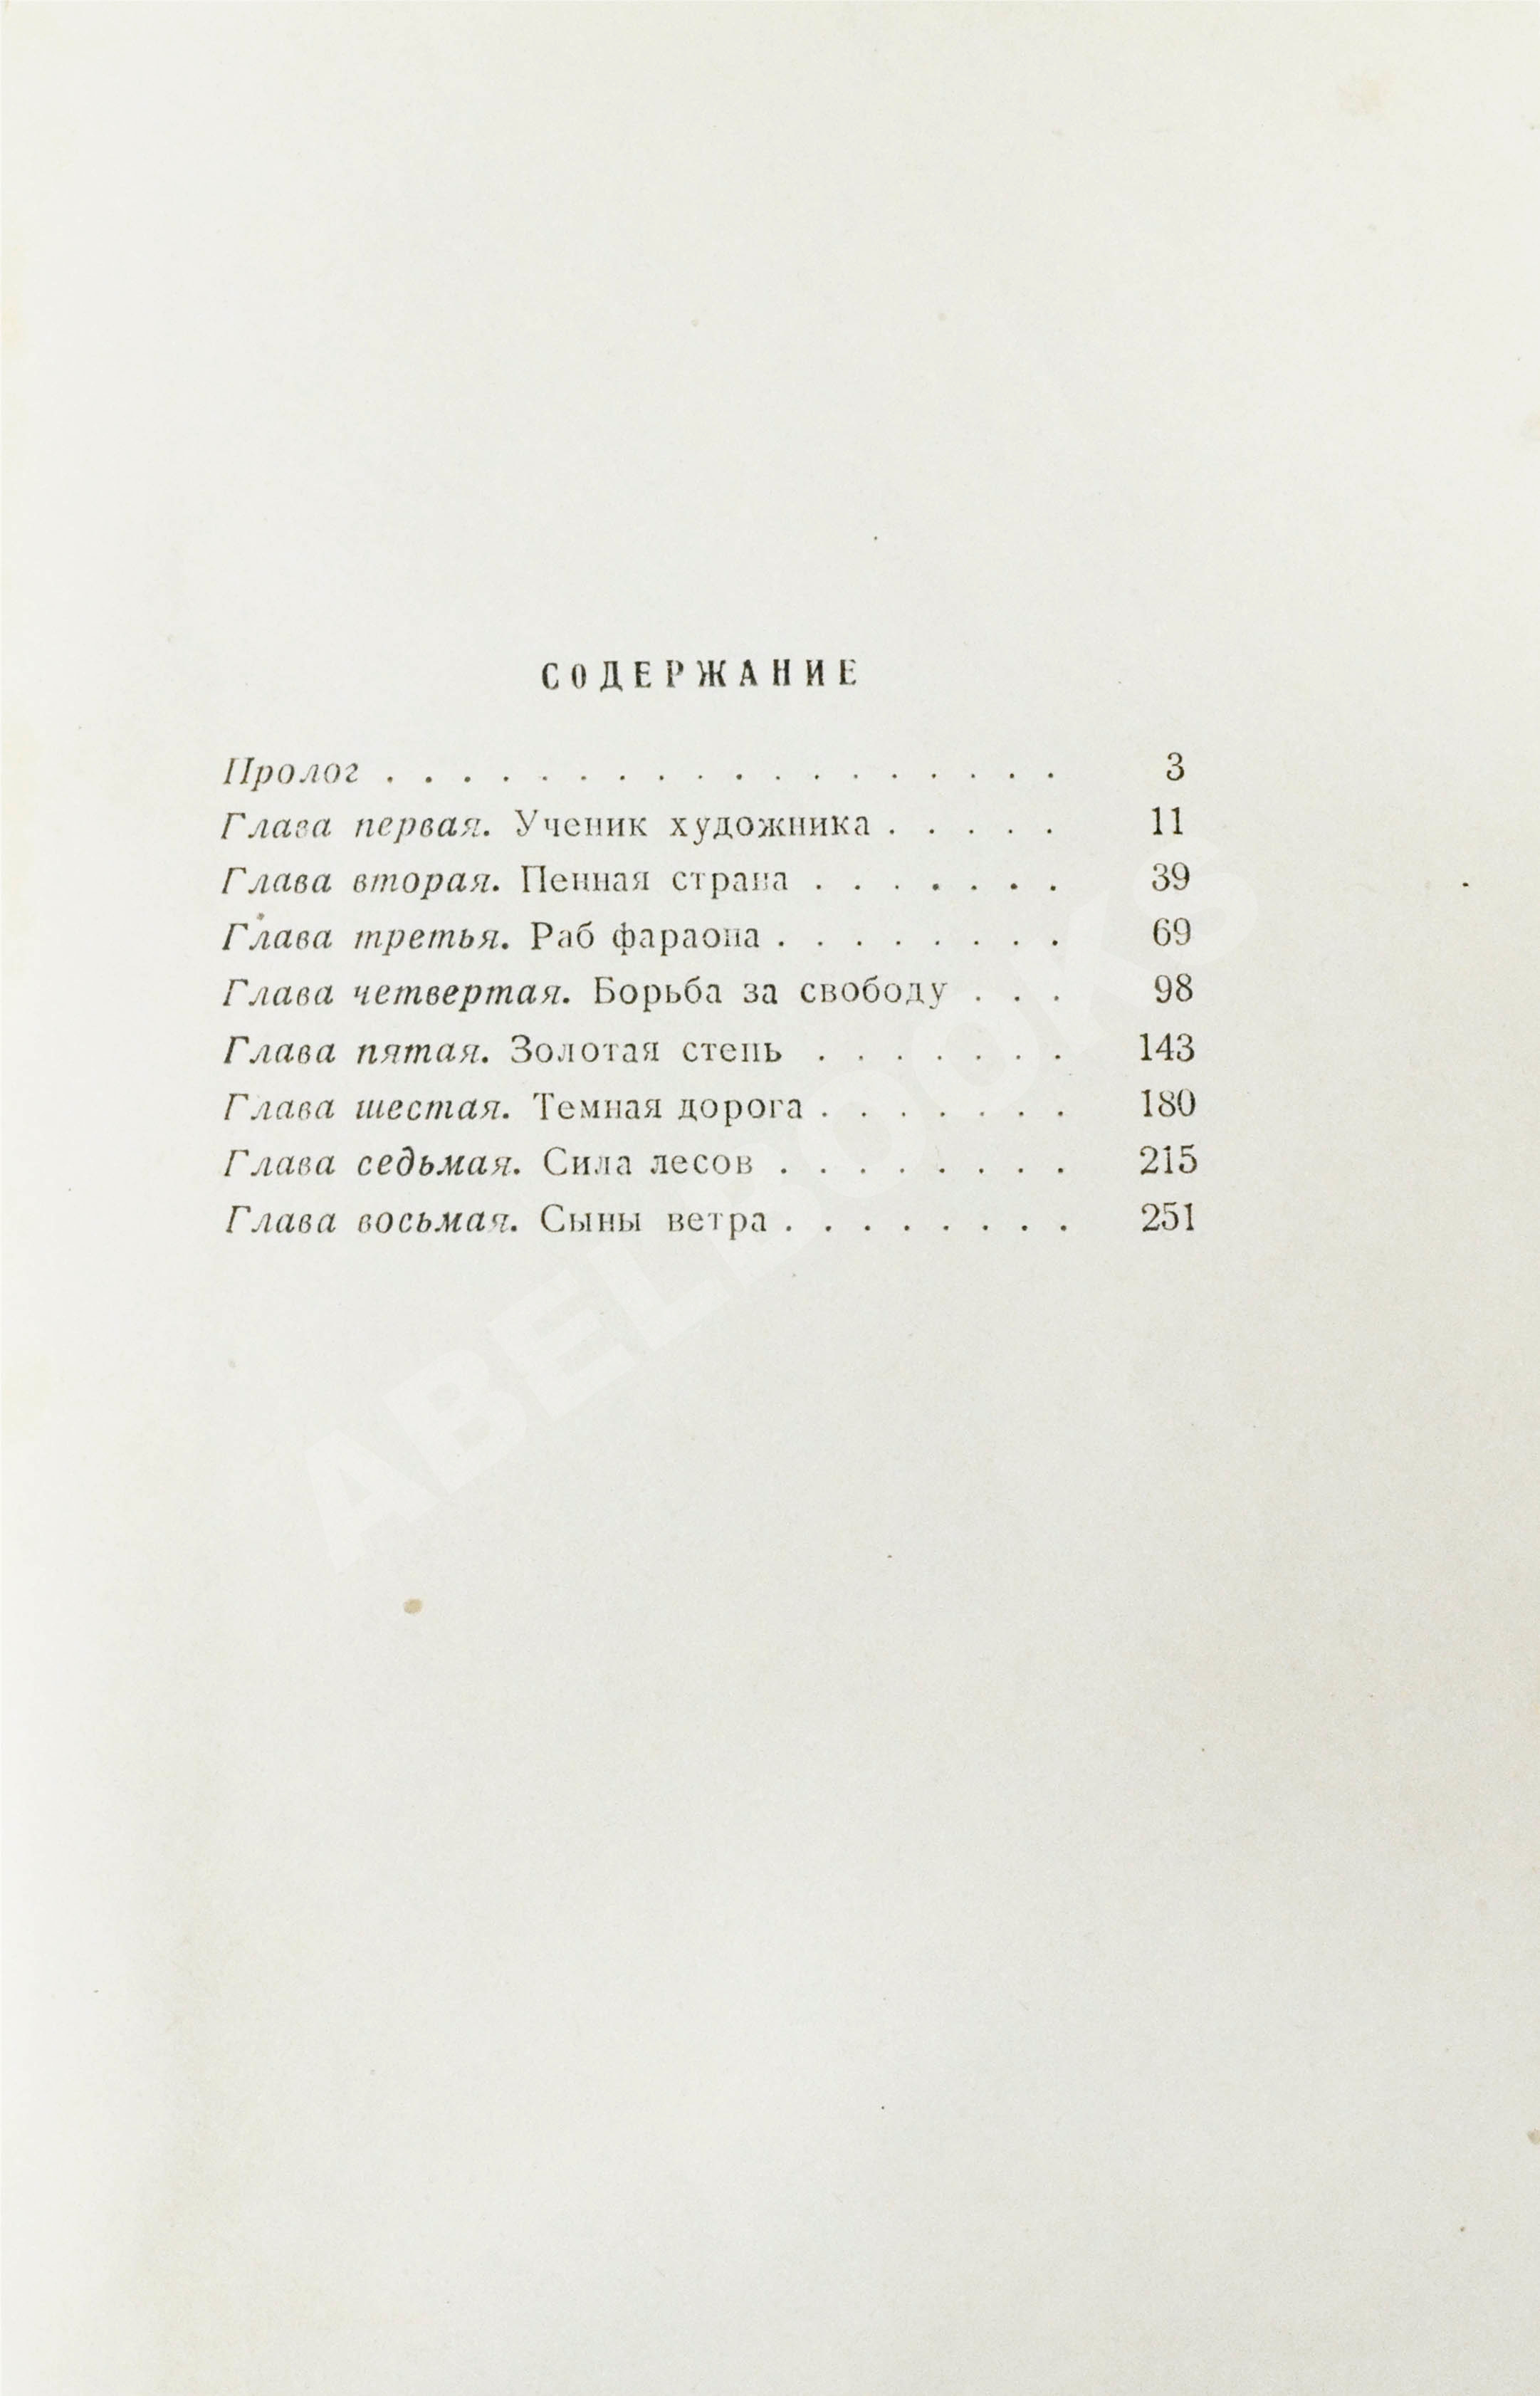 СОДЕРЖАНИЕ
Пролог . . . . . . . . . . . . . . . . . . 3
Глава первая. Ученик художника . . . . . 11
Глава вторая. Пенная страна . . . . . . . 39
Глава третья. Раб фараона . . . . . . . . 69
Глава четвертая. Борьба за свободу . . . 98
Глава пятая. Золотая степь . . . . . . . 143
Глава шестая. Темная дорога . . . . . . . 180
Глава седьмая. Сила лесов . . . . . . . . 215
Глава восьмая. Сыны ветра . . . . . . . . 251
ABELBOOKS